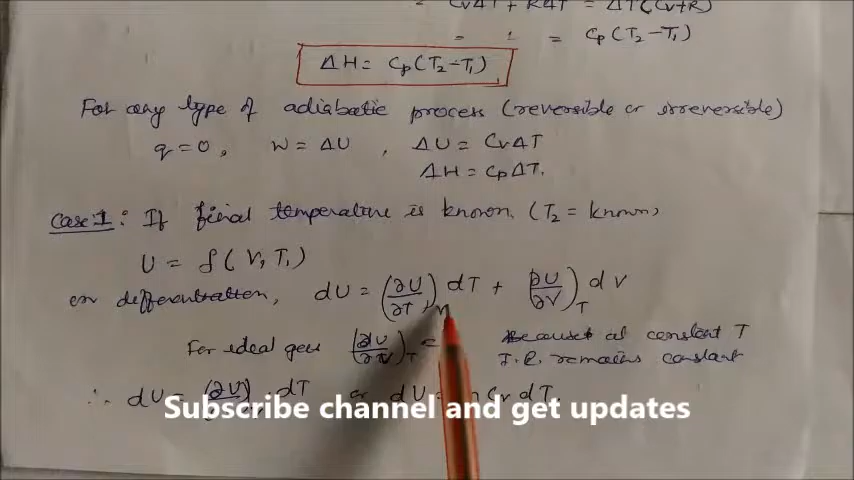 = CvΔT + RΔT = ΔT(Cv+R)
= = Cp(T2-T1)
ΔH = Cp(T2-T1)
For any type of adiabatic process (reversible or irreversible)
q=0, W = ΔU, ΔU = CvΔT
ΔH = CpΔT.
Case:1: If final temperature is known. (T2 = known)
U = f(V, T,)
on differentiation, dU = (∂U/∂T)V dT + (∂U/∂V)T dV
For ideal gas (∂U/∂V)T = Because at constant T
I.E. remains constant
∴ dU = (∂U/ dT or dU = Cv dT.
Subscribe channel and get updates